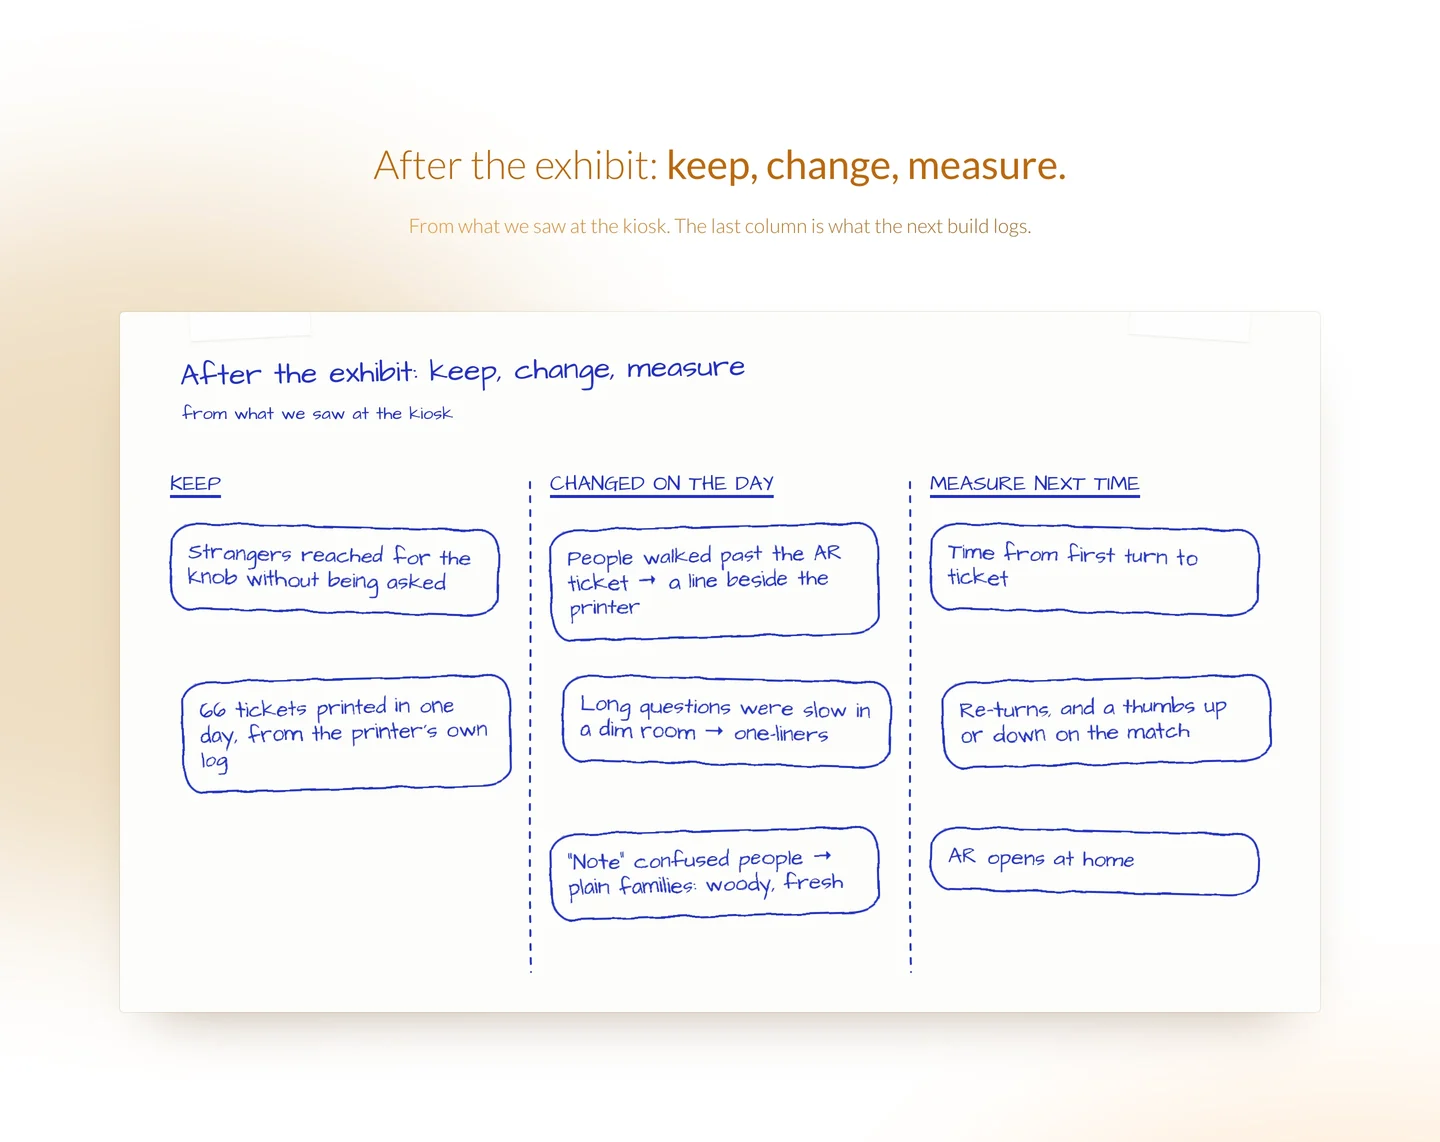 After the exhibit: keep, change, measure.
From what we saw at the kiosk. The last column is what the next build logs.
After the exhibit: keep, change, measure
from what we saw at the kiosk
KEEP
Strangers reached for the
knob without being asked
66 tickets printed in one
day, from the printer's own
log
CHANGED ON THE DAY
People walked past the AR
ticket → a line beside the
printer
Long questions were slow in
a dim room → one-liners
"Note" confused people →
plain families: woody, fresh
MEASURE NEXT TIME
Time from first turn to
ticket
Re-turns, and a thumbs up
or down on the match
AR opens at home